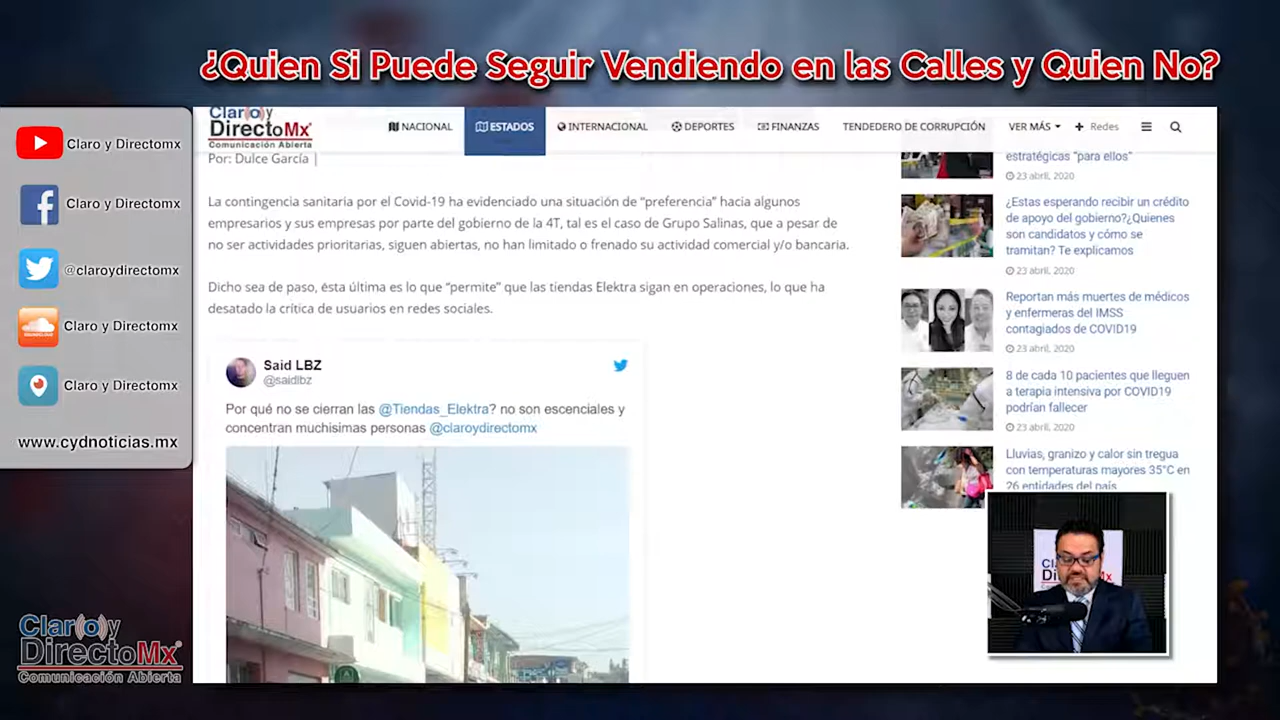 ¿Quien Si Puede Seguir Vendiendo en las Calles y Quien No?
Claro y Directomx
Claro y Directomx
@claroydirectomx
Claro y Directomx
Claro y Directomx
www.cydnoticias.mx
Claro y
DirectoMx
Comunicación Abierta
Claro y
DirectoMx
Comunicación Abierta
NACIONAL
ESTADOS
INTERNACIONAL
DEPORTES
FINANZAS
TENDEDERO DE CORRUPCIÓN
VER MÁS
Redes
Por: Dulce García |
La contingencia sanitaria por el Covid-19 ha evidenciado una situación de “preferencia” hacia algunos
empresarios y sus empresas por parte del gobierno de la 4T, tal es el caso de Grupo Salinas, que a pesar de
no ser actividades prioritarias, siguen abiertas, no han limitado o frenado su actividad comercial y/o bancaria.
Dicho sea de paso, ésta última es lo que “permite” que las tiendas Elektra sigan en operaciones, lo que ha
desatado la crítica de usuarios en redes sociales.
Said LBZ
@saidlbz
Por qué no se cierran las @Tiendas_Elektra? no son escenciales y
concentran muchisimas personas @claroydirectomx
estratégicas “para ellos”
23 abril, 2020
¿Estas esperando recibir un crédito
de apoyo del gobierno?¿Quienes
son candidatos y cómo se
tramitan? Te explicamos
23 abril, 2020
Reportan más muertes de médicos
y enfermeras del IMSS
contagiados de COVID19
23 abril, 2020
8 de cada 10 pacientes que lleguen
a terapia intensiva por COVID19
podrían fallecer
23 abril, 2020
Lluvias, granizo y calor sin tregua
con temperaturas mayores 35°C en
26 entidades del país